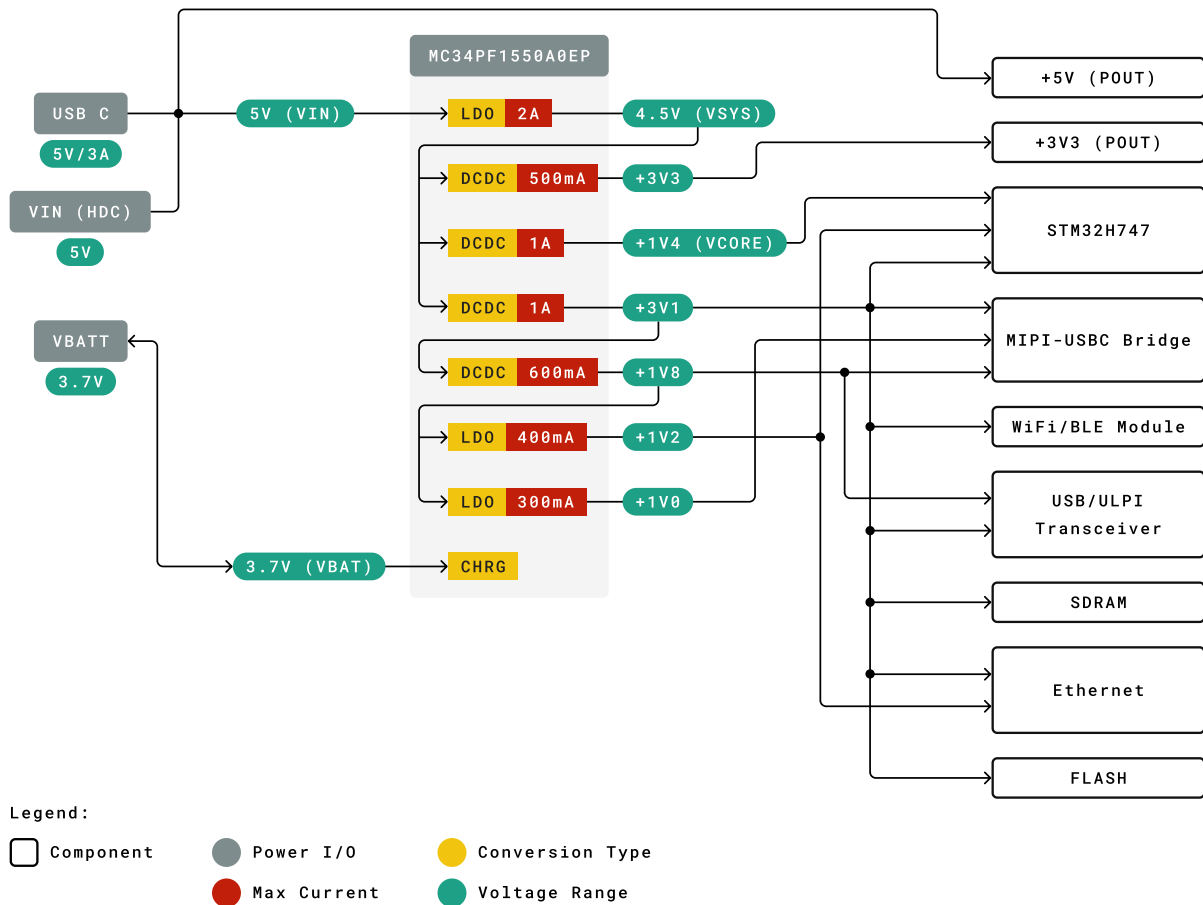 MC34PF1550A0EP
+5V (POUT)
USB C
5V (VIN)
LDO 2A
4.5V (VSYS)
5V/3A
+3V3 (POUT)
DCDC 500mA
+3V3
VIN (HDC)
5V
DCDC 1A
+1V4 (VCORE)
STM32H747
DCDC 1A
+3V1
VBATT
3.7V
MIPI-USBC Bridge
DCDC 600mA
+1V8
LDO 400mA
+1V2
WiFi/BLE Module
LDO 300mA
+1V0
USB/ULPI
Transceiver
3.7V (VBAT)
CHRG
SDRAM
Ethernet
FLASH
Legend:
Component
Power I/O
Conversion Type
Max Current
Voltage Range